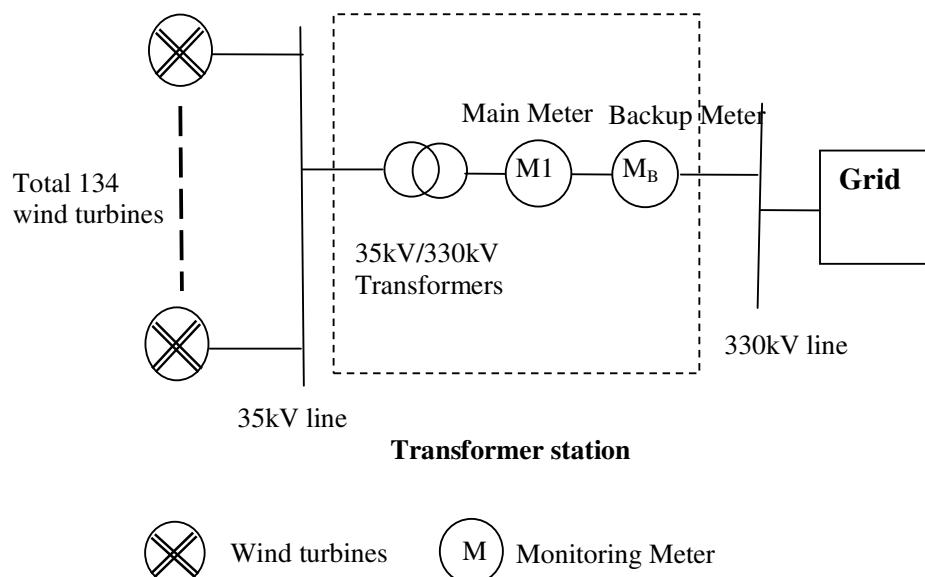 Main Meter
Backup Meter
M1
M_B
Grid
Total 134
wind turbines
35kV/330kV
Transformers
330kV line
35kV line
Transformer station
Wind turbines
M
Monitoring Meter